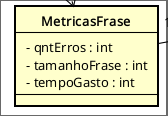 MetricasFrase
- qntErros : int
- tamanhoFrase : int
- tempoGasto : int